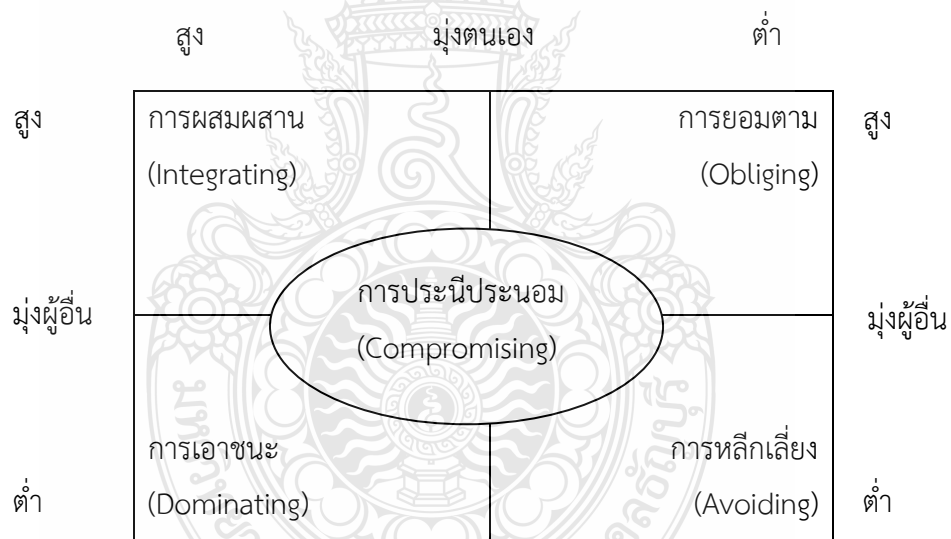 สูง มุ่งตนเอง ต่ำ
สูง การผสมผสาน การยอมตาม สูง
(Integrating) (Obliging)
การประนีประนอม
มุ่งผู้อื่น มุ่งผู้อื่น
(Compromising)
การเอาชนะ การหลีกเลี่ยง
ต่ำ (Dominating) (Avoiding) ต่ำ